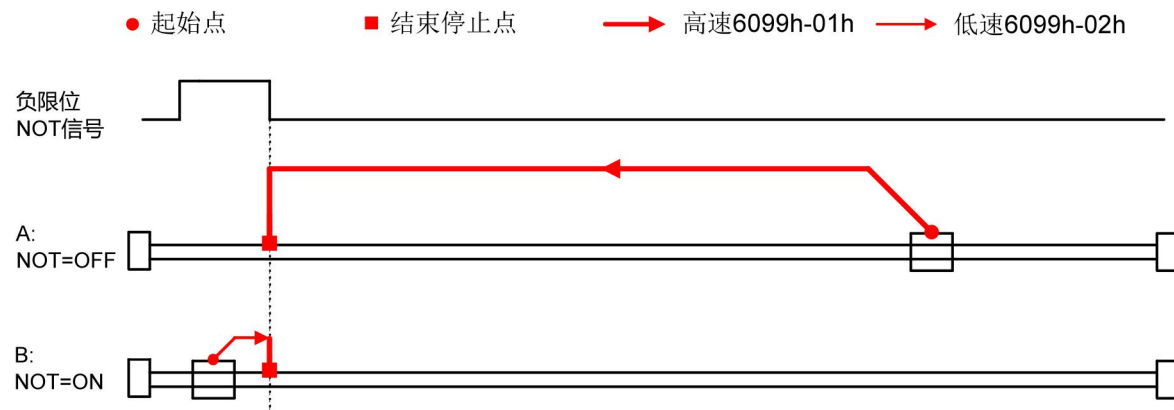 起始点 结束停止点 高速6099h-01h 低速6099h-02h
负限位
NOT信号
A:
NOT=OFF
B:
NOT=ON